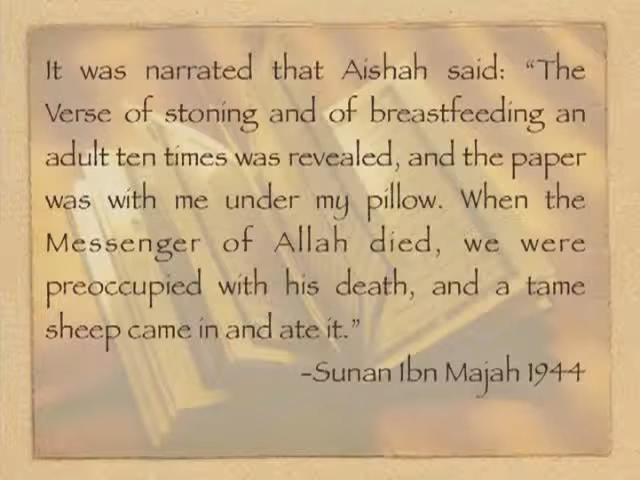 It was narrated that Aishah said: “The
Verse of stoning and of breastfeeding an
adult ten times was revealed, and the paper
was with me under my pillow. When the
Messenger of Allah died, we were
preoccupied with his death, and a tame
sheep came in and ate it.”
–Sunan Ibn Majah 1944